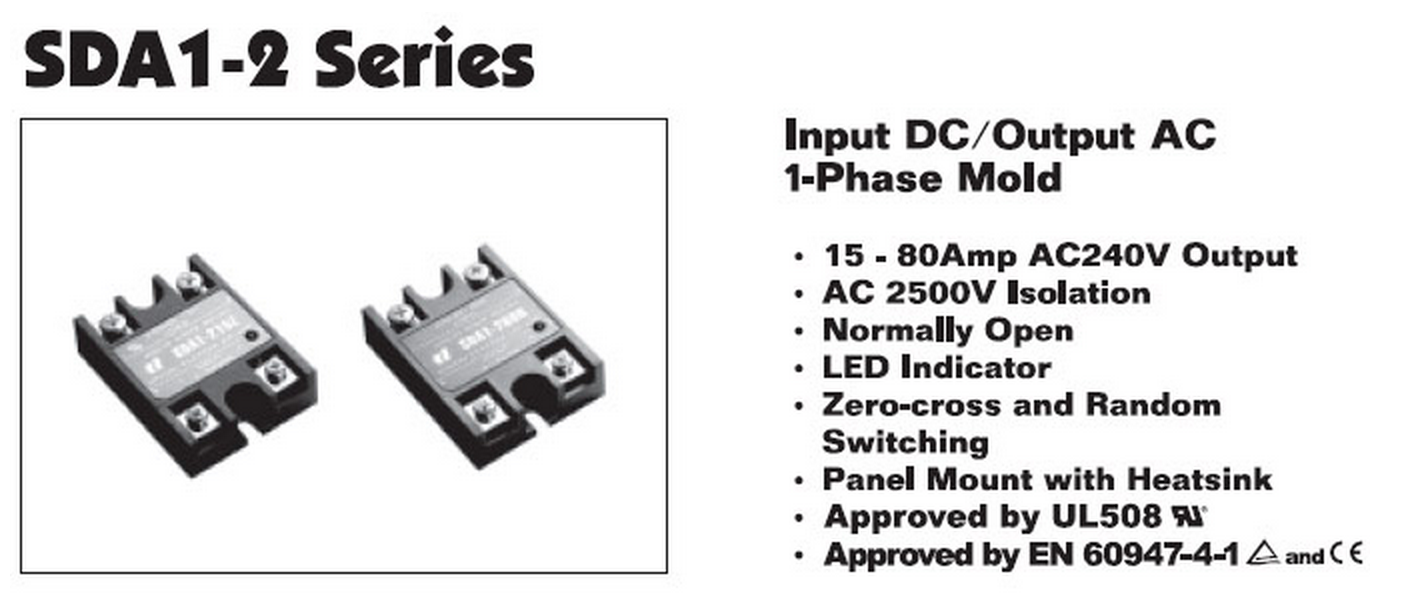 SDA1-2 Series
Input DC/Output AC
1-Phase Mold
• 15 - 80Amp AC240V Output
• AC 2500V Isolation
• Normally Open
• LED Indicator
• Zero-cross and Random
Switching
• Panel Mount with Heatsink
• Approved by UL508
• Approved by EN 60947-4-1 and CE